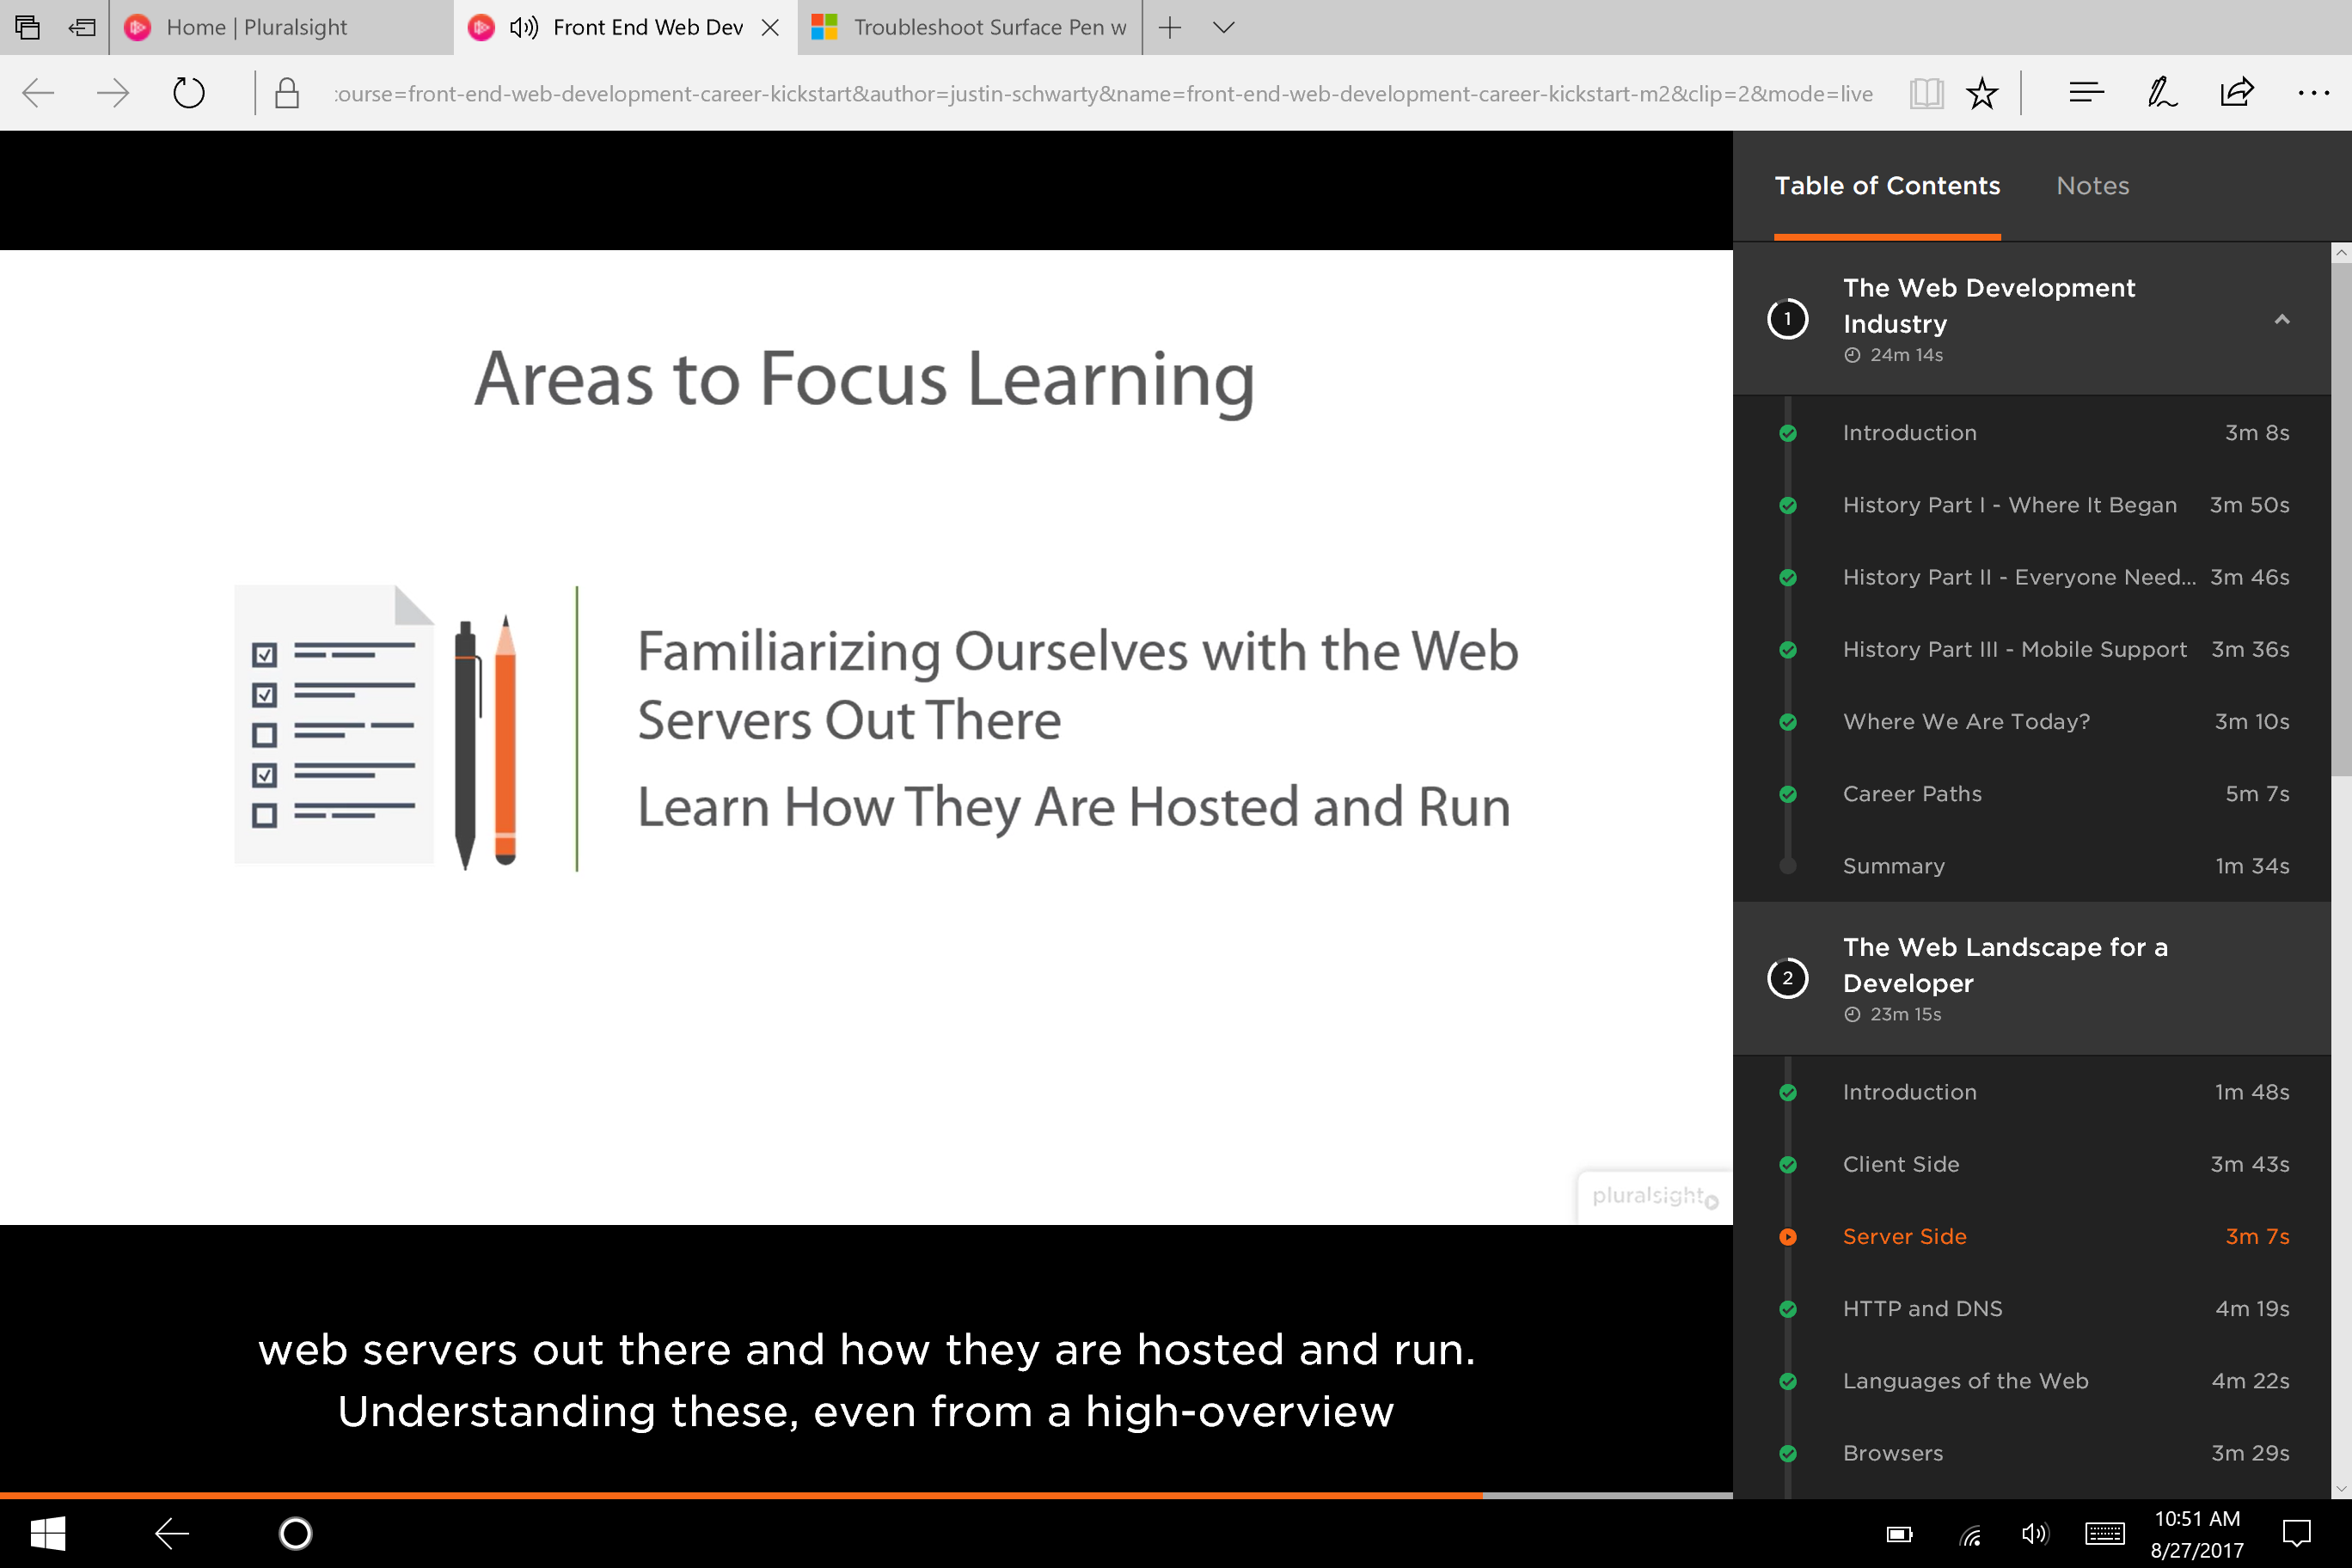 Home | Pluralsight
Front End Web Dev
Troubleshoot Surface Pen w
:ourse=front-end-web-development-career-kickstart&author=justin-schwarty&name=front-end-web-development-career-kickstart-m2&clip=2&mode=live
Areas to Focus Learning
Familiarizing Ourselves with the Web
Servers Out There
Learn How They Are Hosted and Run
pluralsight
web servers out there and how they are hosted and run.
Understanding these, even from a high-overview
Table of Contents
Notes
1
The Web Development
Industry
24m 14s
Introduction 3m 8s
History Part I - Where It Began 3m 50s
History Part II - Everyone Need... 3m 46s
History Part III - Mobile Support 3m 36s
Where We Are Today? 3m 10s
Career Paths 5m 7s
Summary 1m 34s
2
The Web Landscape for a
Developer
23m 15s
Introduction 1m 48s
Client Side 3m 43s
Server Side 3m 7s
HTTP and DNS 4m 19s
Languages of the Web 4m 22s
Browsers 3m 29s
10:51 AM
8/27/2017